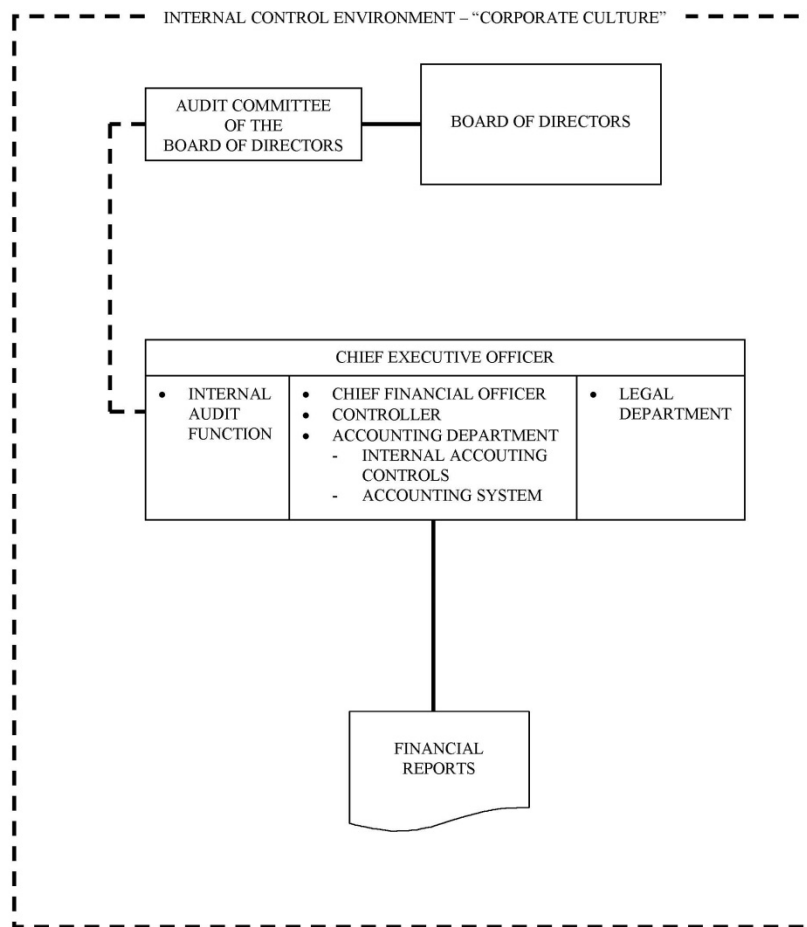 INTERNAL CONTROL ENVIRONMENT – “CORPORATE CULTURE”
AUDIT COMMITTEE
OF THE
BOARD OF DIRECTORS
BOARD OF DIRECTORS
CHIEF EXECUTIVE OFFICER
• INTERNAL
AUDIT
FUNCTION
• CHIEF FINANCIAL OFFICER
• CONTROLLER
• ACCOUNTING DEPARTMENT
- INTERNAL ACCOUTING
CONTROLS
- ACCOUNTING SYSTEM
• LEGAL
DEPARTMENT
FINANCIAL
REPORTS